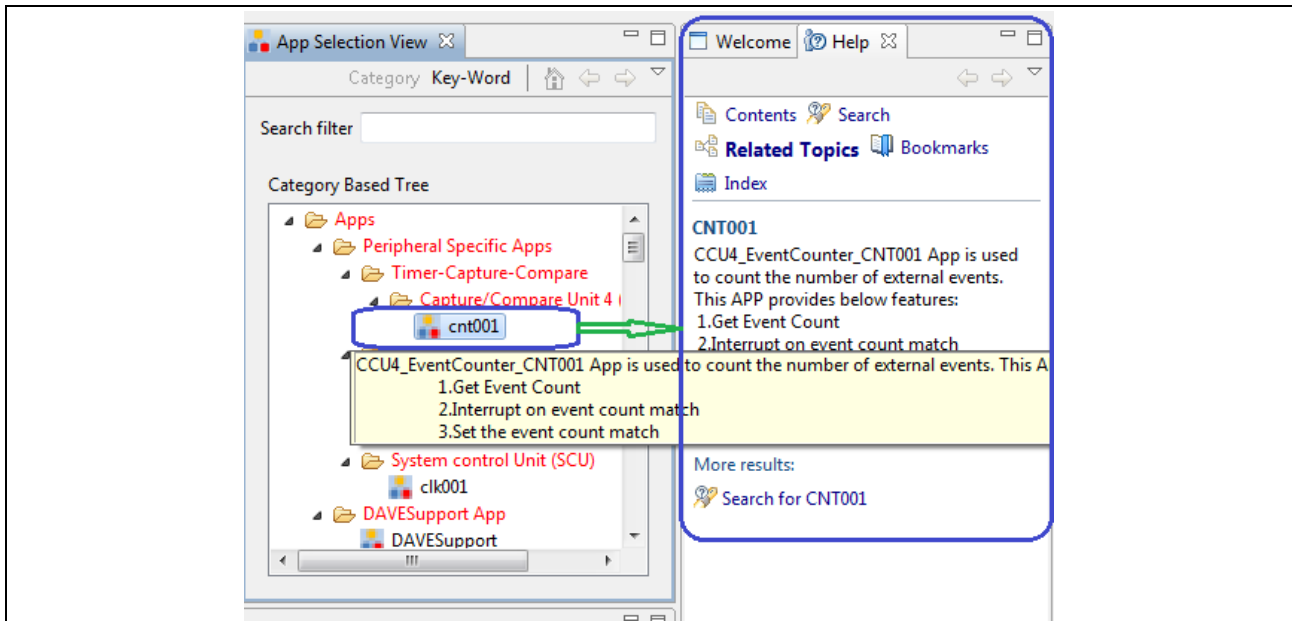 App Selection View
Category Key-Word
Search filter
Category Based Tree
Apps
Peripheral Specific Apps
Timer-Capture-Compare
Capture/Compare Unit 4 (
cnt001
CCU4_EventCounter_CNT001 App is used to count the number of external events. This A
1.Get Event Count
2.Interrupt on event count match
3.Set the event count match
System control Unit (SCU)
clk001
DAVESupport App
DAVESupport
Welcome Help
Contents Search
Related Topics Bookmarks
Index
CNT001
CCU4_EventCounter_CNT001 App is used
to count the number of external events.
This APP provides below features:
1.Get Event Count
2.Interrupt on event count match
More results:
Search for CNT001